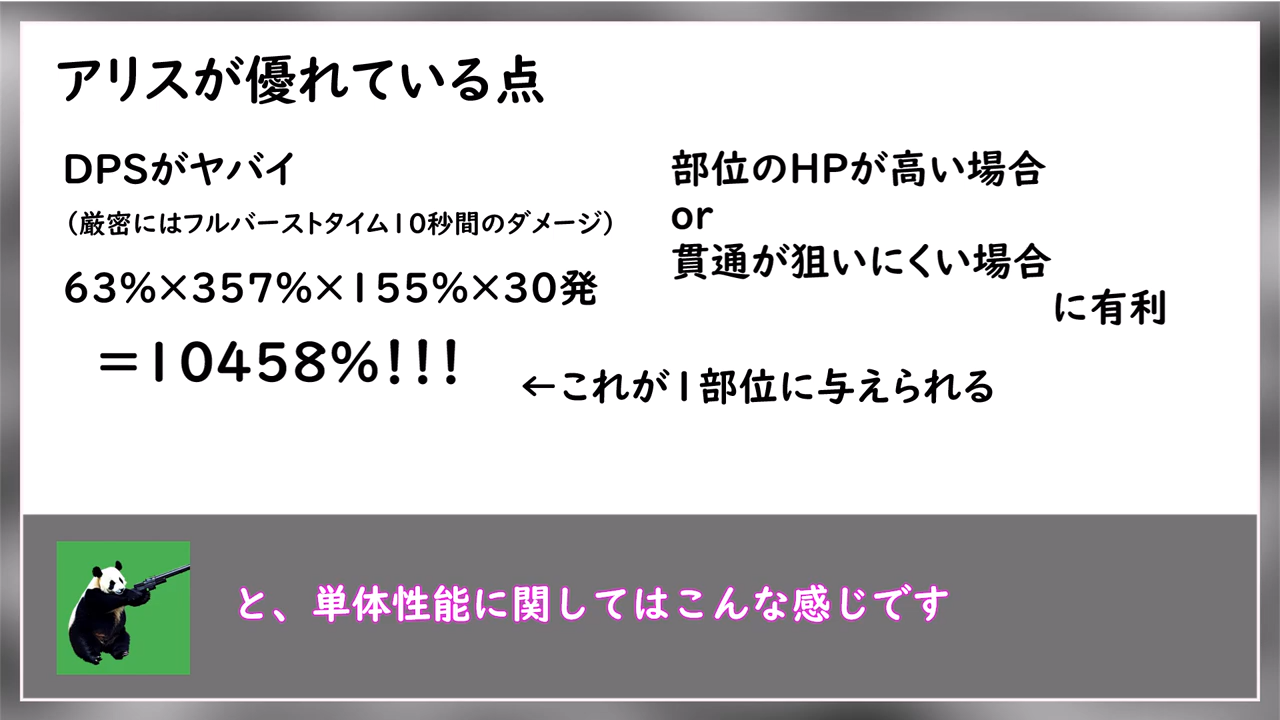 アリスが優れている点
DPSがヤバイ
（厳密にはフルバーストタイム10秒間のダメージ）
63%×357%×155%×30発
=10458%!!!
部位のHPが高い場合
or
貫通が狙いにくい場合
に有利
←これが1部位に与えられる
と、単体性能に関してはこんな感じです